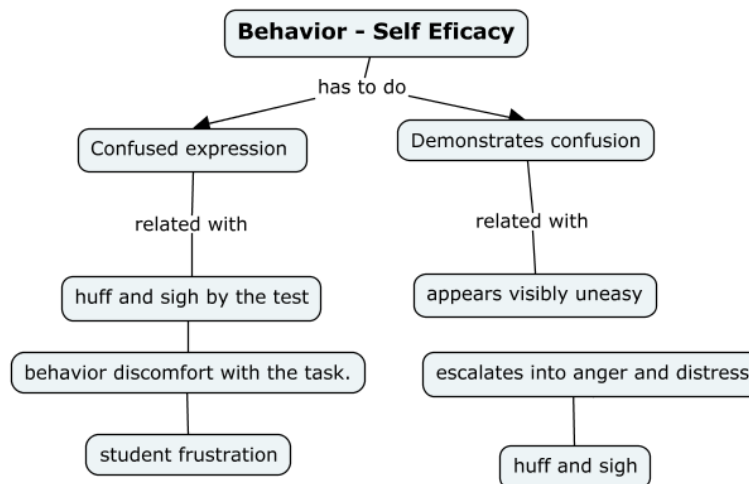 Behavior - Self Eficacy
has to do
Confused expression
Demonstrates confusion
related with
related with
huff and sigh by the test
appears visibly uneasy
behavior discomfort with the task.
escalates into anger and distress
student frustration
huff and sigh